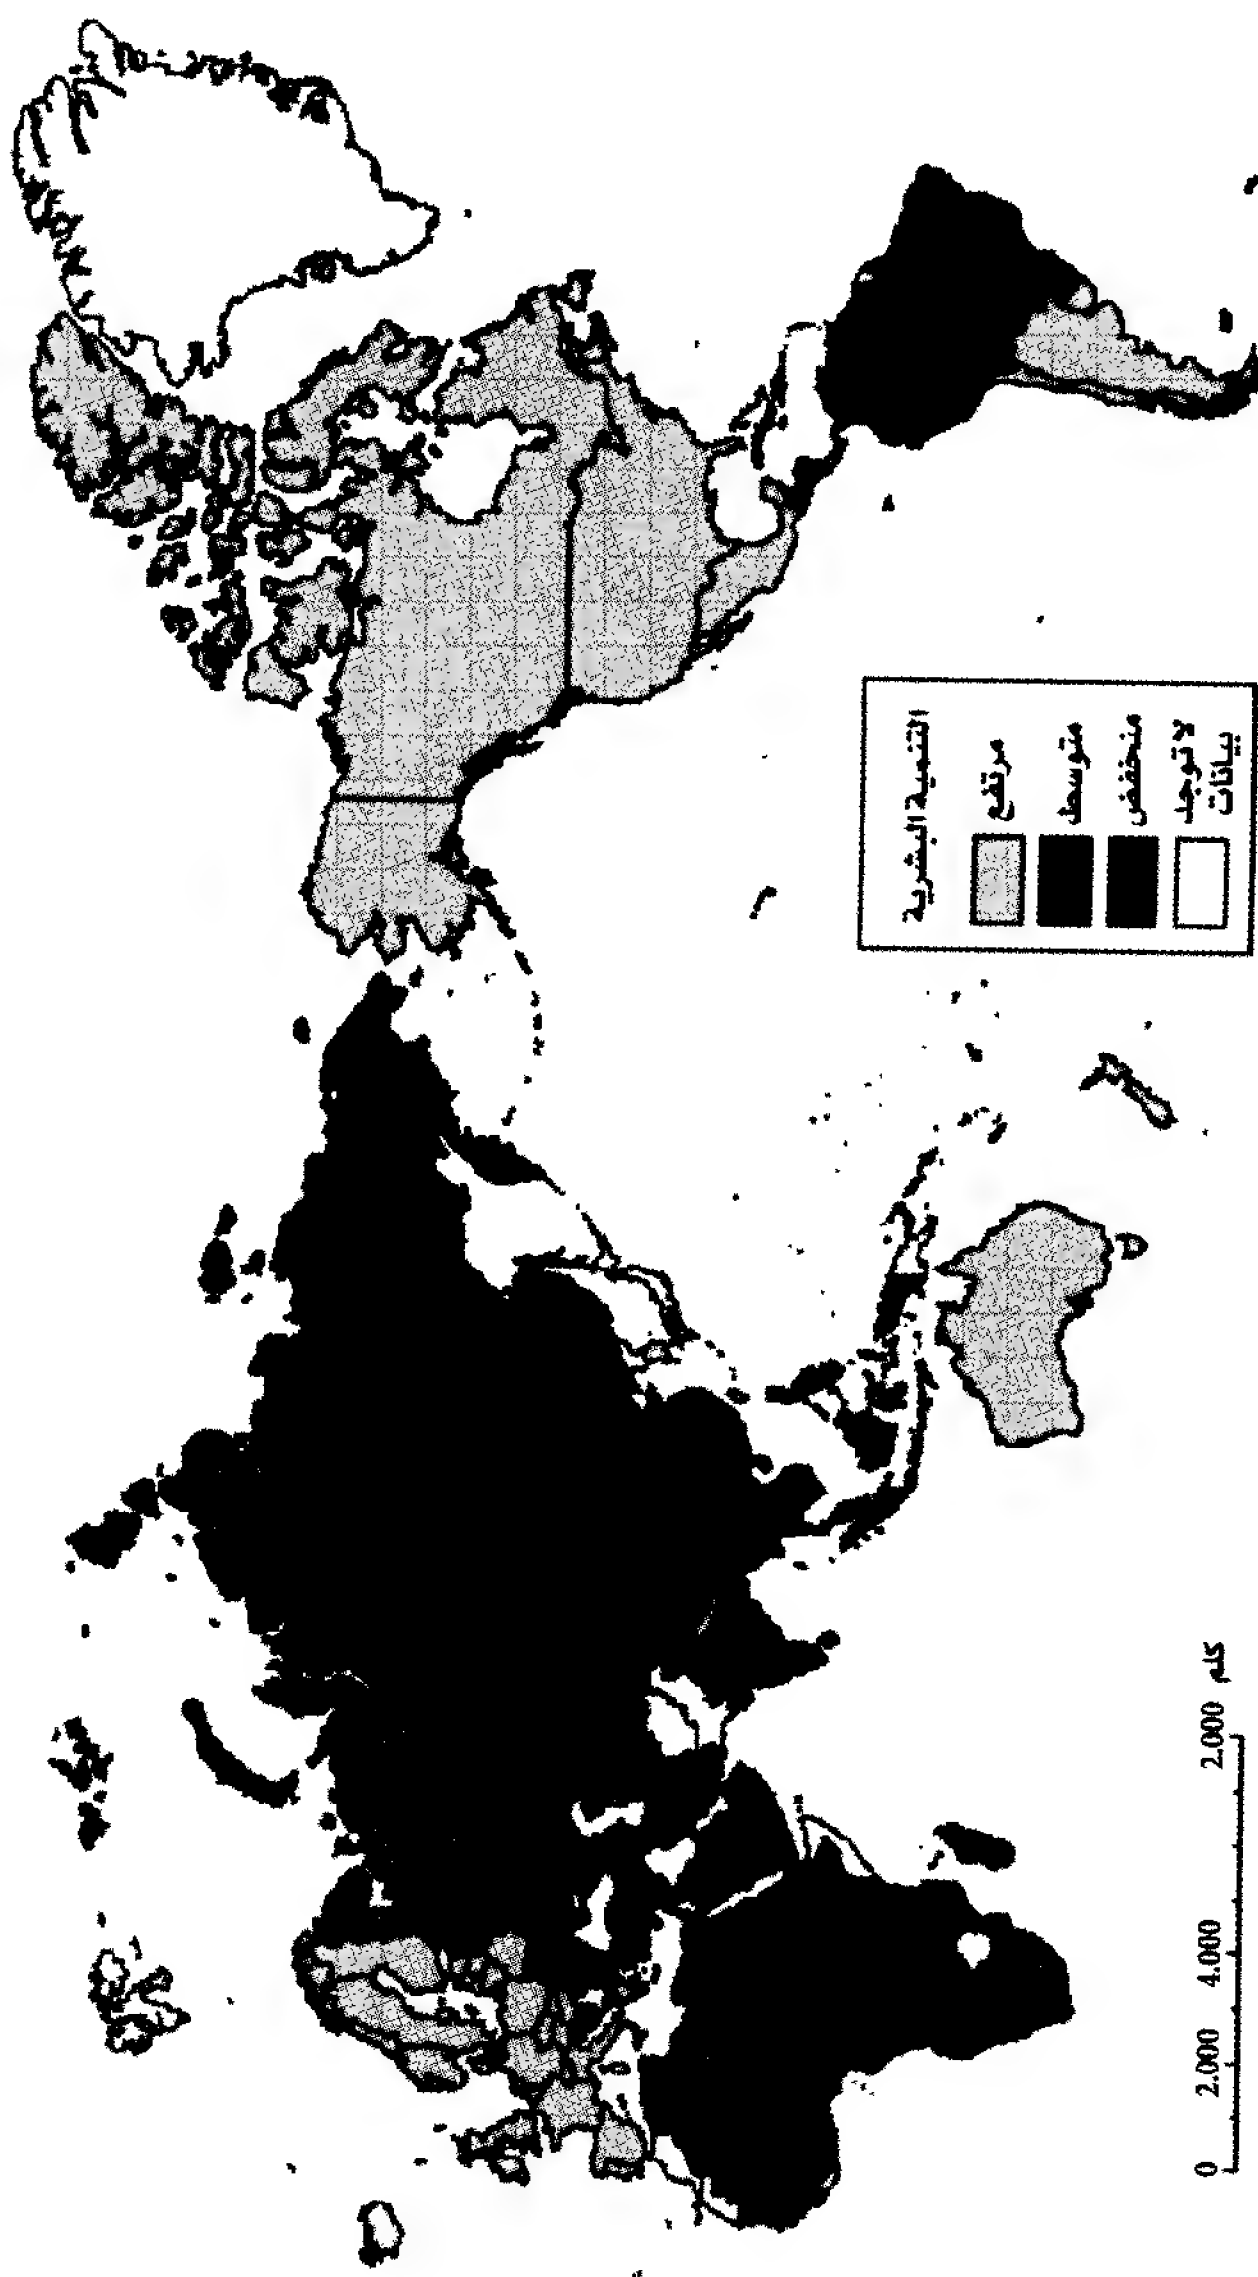 التنمية البشرية
مرتفع
متوسط
منخفض
لا توجد
بيانات
0 2.000 4.000 2.000 كلم